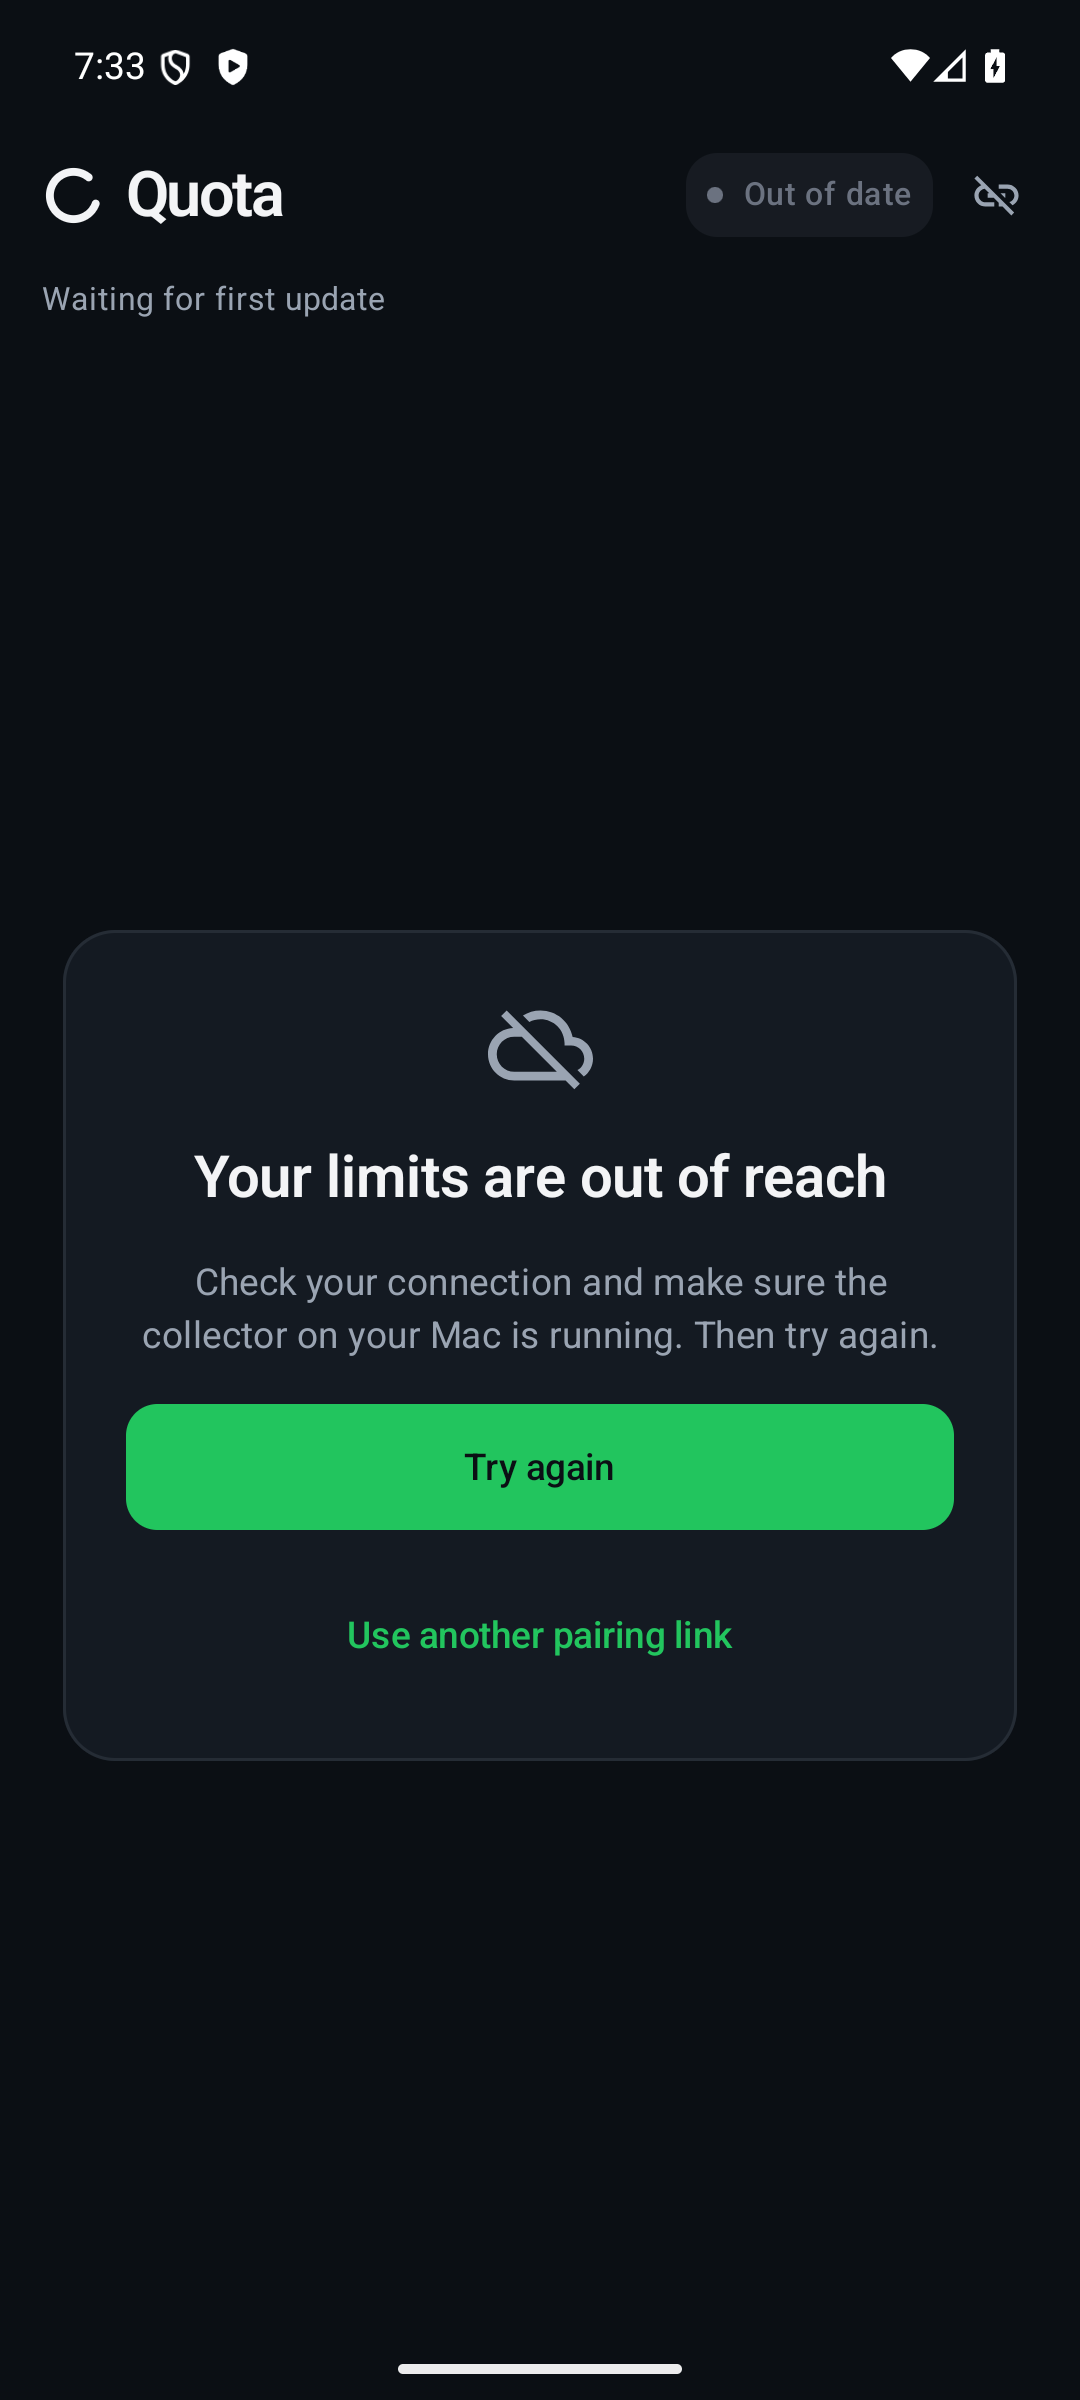 7:33
Quota
Out of date
Waiting for first update
Your limits are out of reach
Check your connection and make sure the
collector on your Mac is running. Then try again.
Try again
Use another pairing link